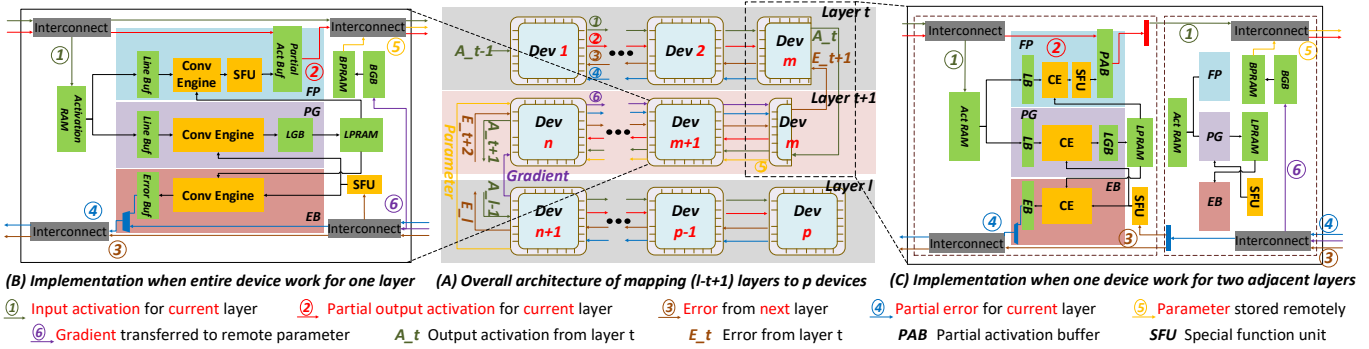 Interconnect
Interconnect
1
2
5
Line Buf
Conv Engine
SFU
Partial Act Buf
FP
BPRAM
BGB
Activation RAM
PG
Line Buf
Conv Engine
LGB
LPRAM
Error Buf
Conv Engine
SFU
EB
4
3
6
Interconnect
Interconnect
(B) Implementation when entire device work for one layer
Layer t
A_t-1
Dev 1
1
2
3
4
Dev 2
Dev m
A_t
E_t+1
Layer t+1
Parameter
E_t+2
A_t+1
Dev n
6
Dev m+1
5
Dev m
Gradient
A_l-1
E_l
Layer l
Dev n+1
Dev p-1
Dev p
(A) Overall architecture of mapping (l-t+1) layers to p devices
Interconnect
Interconnect
1
2
FP
LB
CE
SFU
PAB
1
5
Act RAM
PG
LB
CE
LGB
LPRAM
EB
EB
CE
SFU
4
3
Interconnect
Act RAM
FP
BPRAM
BGB
PG
LPRAM
EB
SFU
6
4
3
Interconnect
(C) Implementation when one device work for two adjacent layers
1 Input activation for current layer
2 Partial output activation for current layer
3 Error from next layer
4 Partial error for current layer
5 Parameter stored remotely
6 Gradient transferred to remote parameter
A_t Output activation from layer t
E_t Error from layer t
PAB Partial activation buffer
SFU Special function unit